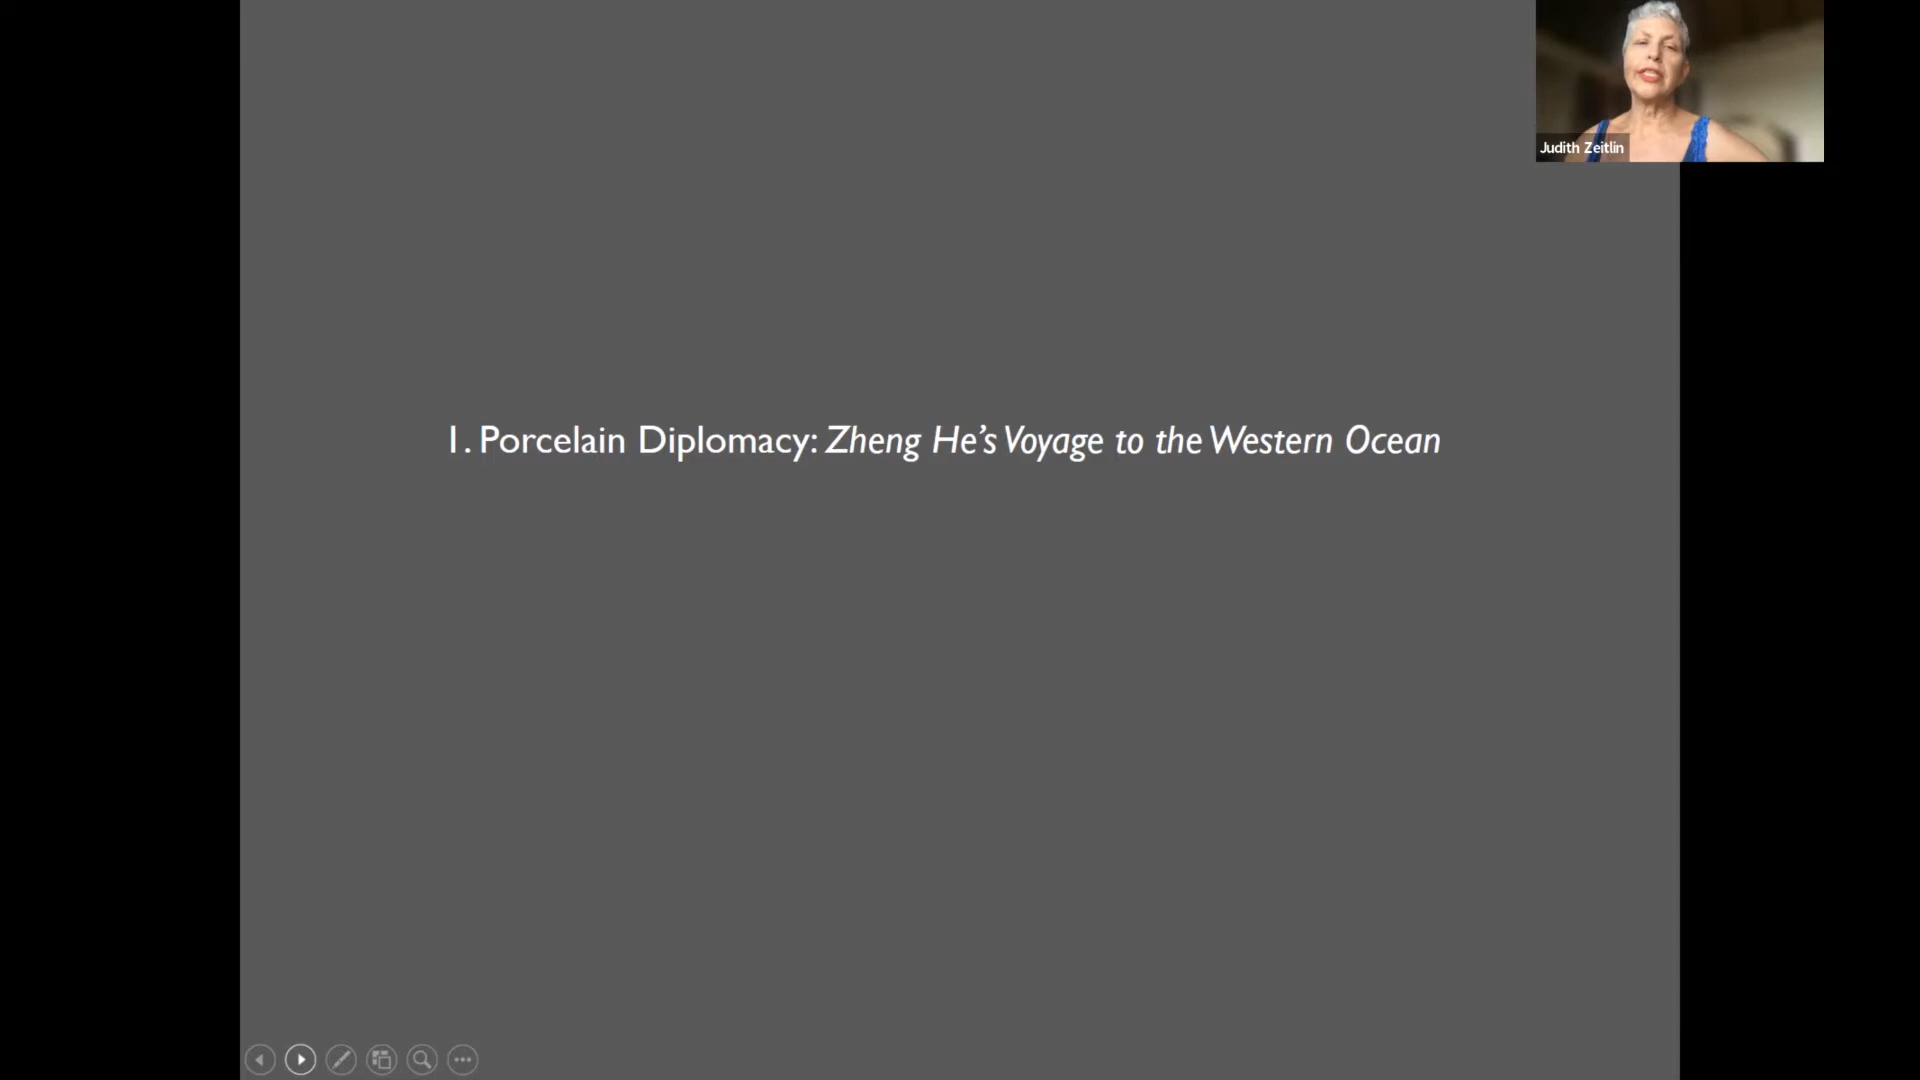 Judith Zeitlin
1. Porcelain Diplomacy: Zheng He’s Voyage to the Western Ocean